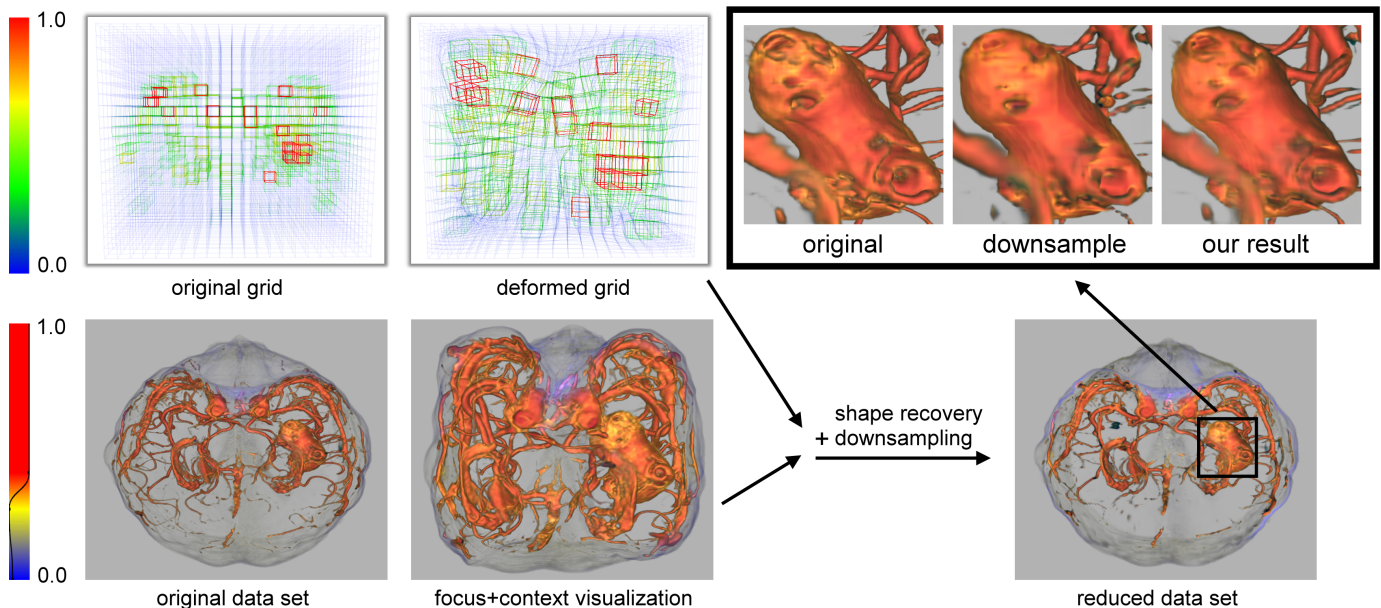 1.0
0.0
original grid
deformed grid
original
downsample
our result
1.0
0.0
original data set
focus+context visualization
shape recovery
+ downsampling
reduced data set